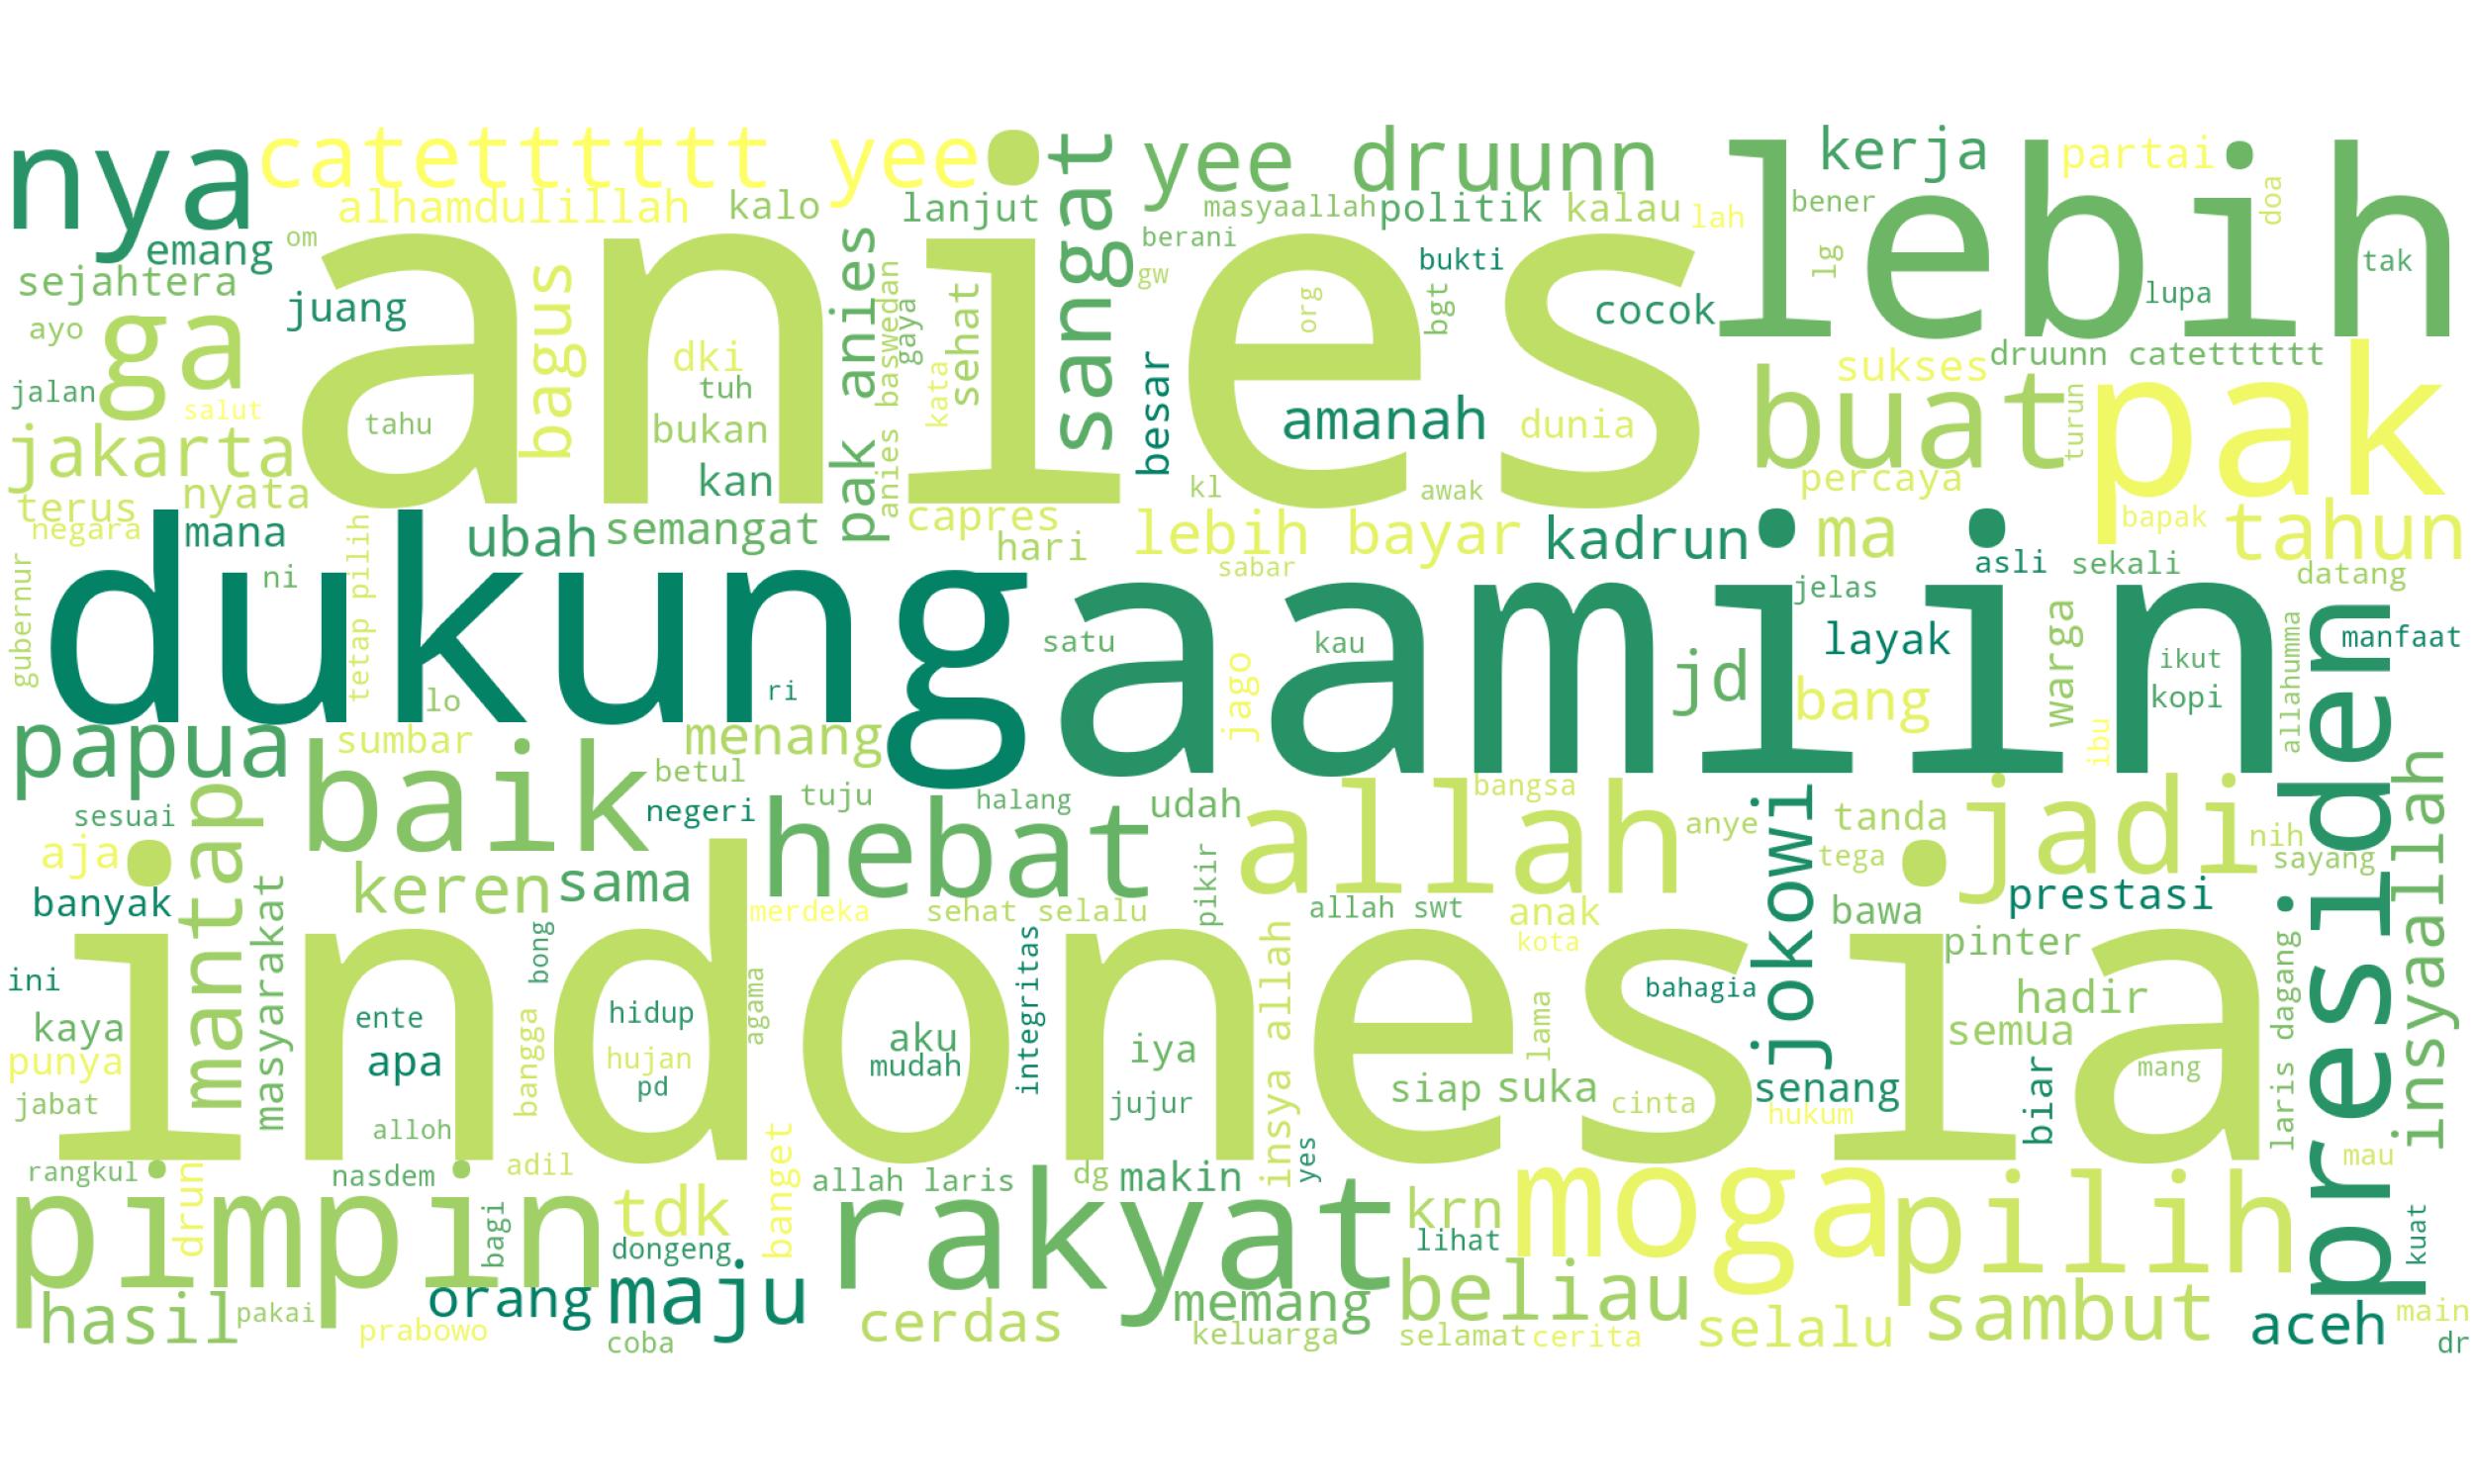 nya
catetttttt yee
sangat
yee druunn
lebih
kerja
partai
doa
alhamdulillah
kalo
lanjut
masyaallah
politik
kalau
lah
bener
emang
om
anies
pak anies
anies baswedan
gaya
berani
bukti
lg
tak
sejahtera
juang
bagus
sehat
gw
org
bgt
cocok
lupa
ayo
ga
dki
tuh
kata
besar
sukses
druunn catetttttt
jalan
salut
tahu
bukan
amanah
dunia
buat
turun
pak
jakarta
kan
kl
awak
percaya
terus
nyata
negara
mana
ubah
semangat
capres
hari
lebih bayar
sabar
kadrun
ma
bapak
tahun
asli
sekali
datang
gubernur
ni
tetap pilih
dukung
aamiin
jelas
satu
kau
layak
warga
ikut
allahumma
manfaat
lo
ri
jago
jd
bang
kopi
ibu
presiden
papua
sumbar
menang
baik
betul
sesuai
mantap
negeri
tuju
halang
udah
hebat
allah
bangsa
anye
jokowi
tanda
jadi
nih
insyaallah
aja
tega
sayang
banyak
masyarakat
keren
sama
merdeka
sehat selalu
pikir
allah swt
anak
bawa
prestasi
indonesia
bong
integritas
insya allah
kota
pinter
laris dagang
ini
agama
bahagia
hadir
kaya
ente
bangga
hidup
aku
iya
lama
semua
punya
apa
hujan
mudah
siap
suka
senang
biar
mang
jabat
pd
jujur
cinta
hukum
alloh
rangkul
nasdem
adil
banget
allah laris
dg
makin
yes
mau
pimpin
drun
bagi
tdk
rakyat
krn
moga
pilih
kuat
dongeng
lihat
hasil
pakai
orang
maju
memang
beliau
sambut
prabowo
coba
cerdas
keluarga
selamat
cerita
selalu
aceh
main
dr